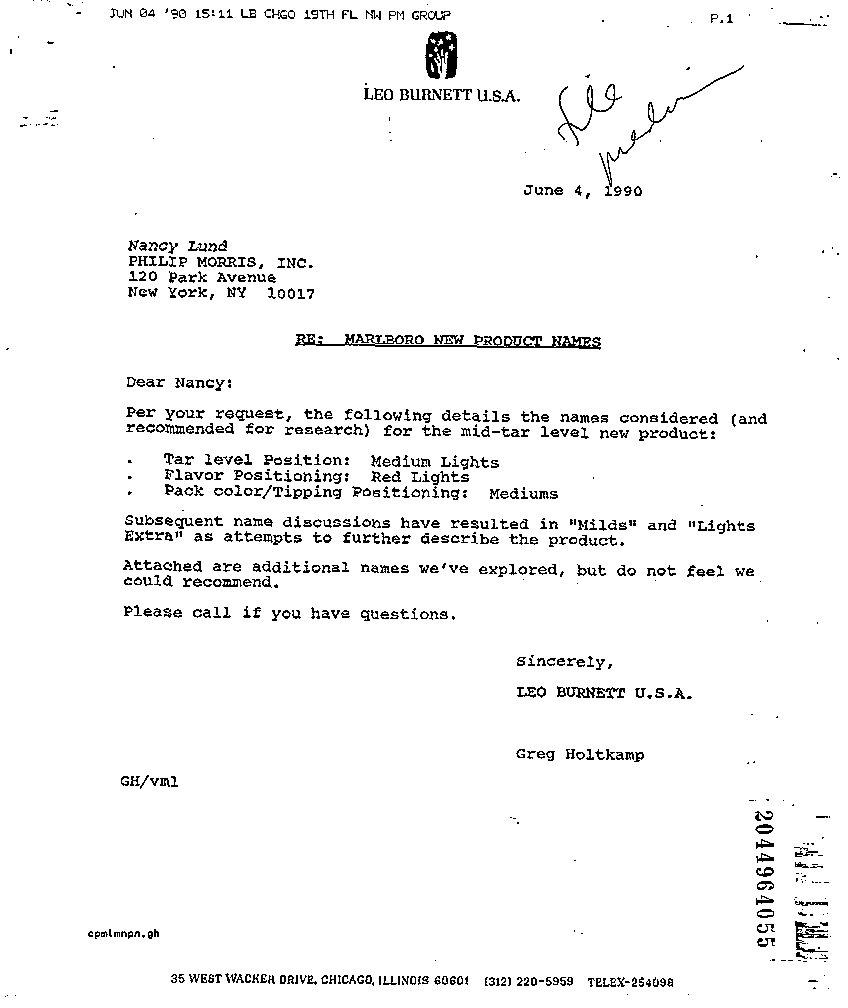 JUN 04 '90 15:11 LB CHGO 19TH FL NW PM GROUP P.1
LEO BURNETT U.S.A.
File
medium
June 4, 1990
Nancy Lund
PHILIP MORRIS, INC.
120 Park Avenue
New York, NY 10017
RE: MARLBORO NEW PRODUCT NAMES
Dear Nancy:
Per your request, the following details the names considered (and
recommended for research) for the mid-tar level new product:
. Tar level Position: Medium Lights
. Flavor Positioning: Red Lights
. Pack color/Tipping Positioning: Mediums
Subsequent name discussions have resulted in "Milds" and "Lights
Extra" as attempts to further describe the product.
Attached are additional names we've explored, but do not feel we
could recommend.
Please call if you have questions.
Sincerely,
LEO BURNETT U.S.A.
Greg Holtkamp
GH/vml
2044964055
cpmlmnpn.gh
35 WEST WACKER DRIVE, CHICAGO, ILLINOIS 60601 (312) 220-5959 TELEX-254098